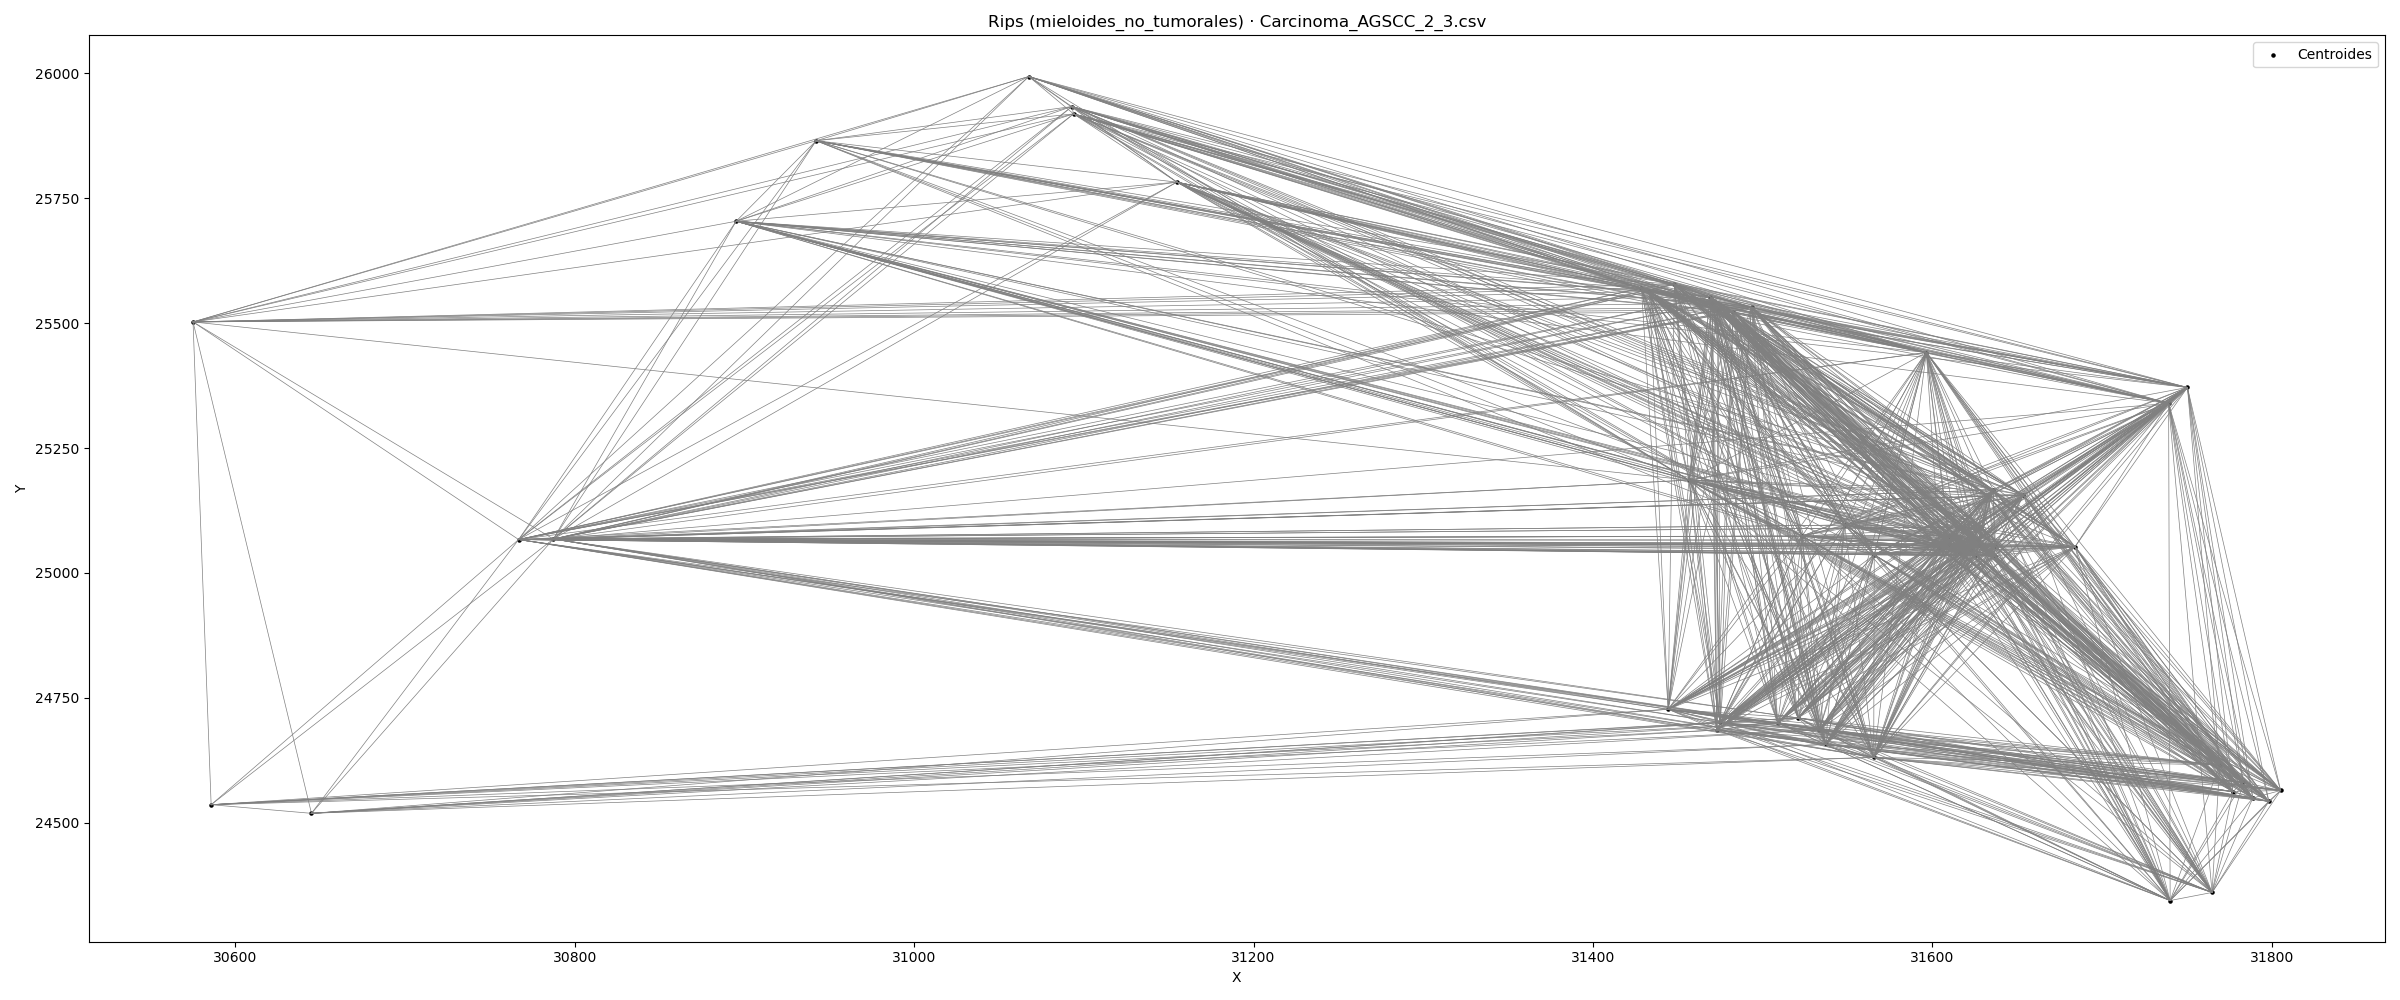 Rips (mieloides_no_tumorales) · Carcinoma_AGSCC_2_3.csv
Centroides
26000
25750
25500
25250
25000
24750
24500
Y
30600 30800 31000 31200 31400 31600 31800
X